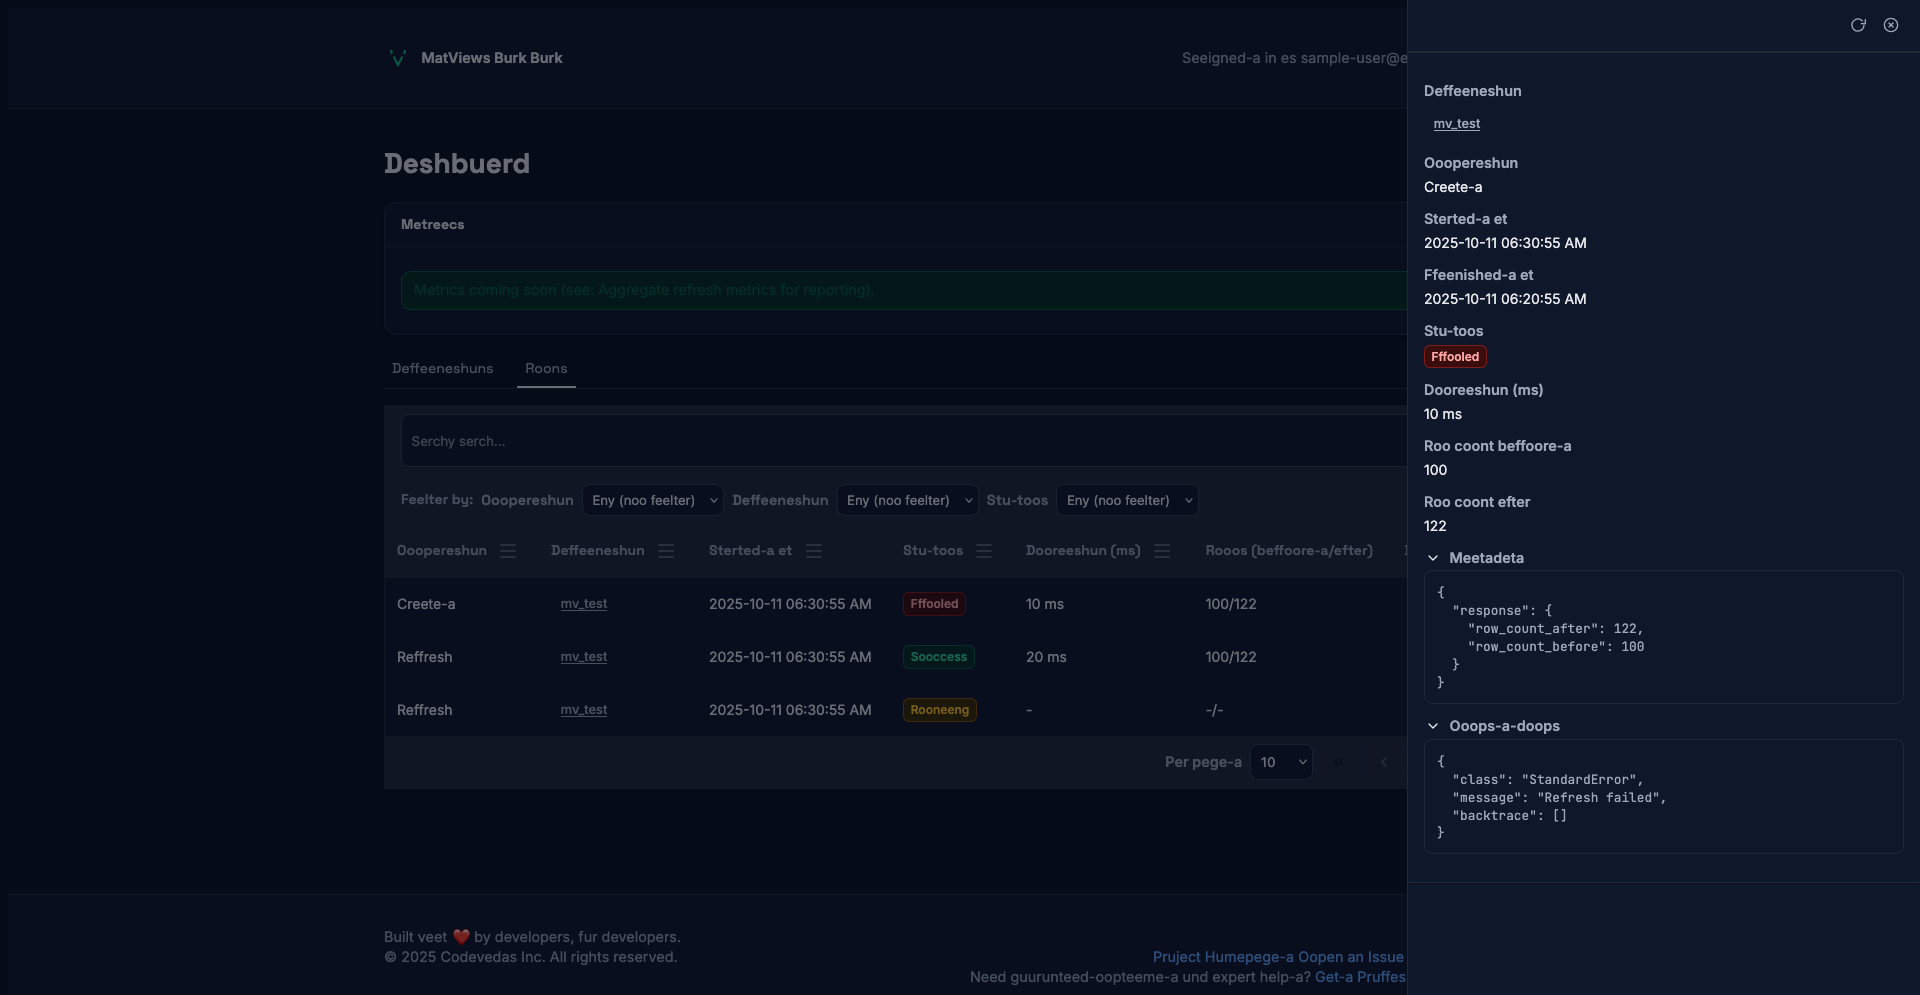 MatViews Burk Burk
Seeigned-a in es sample-user@e
Deshbuerd
Metreecs
Metrics coming soon (see: Aggregate refresh metrics for reporting).
Deffeeneshuns Roons
Serchy serch...
Feelter by: Ooopereshun Eny (noo feelter) Deffeeneshun Eny (noo feelter) Stu-toos Eny (noo feelter)
Ooopereshun Deffeeneshun Sterted-a et Stu-toos Dooreeshun (ms) Rooos (beffoore-a/efter)
Creete-a mv_test 2025-10-11 06:30:55 AM Fffooled 10 ms 100/122
Reffresh mv_test 2025-10-11 06:30:55 AM Sooccess 20 ms 100/122
Reffresh mv_test 2025-10-11 06:30:55 AM Rooneeng - -/-
Per pege-a 10 « ‹
Built veet ❤️ by developers, fur developers.
© 2025 Codevedas Inc. All rights reserved.
Pruject Humepege-a Oopen an Issue
Need guurunteed-oopteeme-a und expert help-a? Get-a Pruffes
Deffeeneshun
mv_test
Ooopereshun
Creete-a
Sterted-a et
2025-10-11 06:30:55 AM
Ffeenished-a et
2025-10-11 06:20:55 AM
Stu-toos
Fffooled
Dooreeshun (ms)
10 ms
Roo coont beffoore-a
100
Roo coont efter
122
Meetadeta
{
"response": {
"row_count_after": 122,
"row_count_before": 100
}
}
Ooops-a-doops
{
"class": "StandardError",
"message": "Refresh failed",
"backtrace": []
}